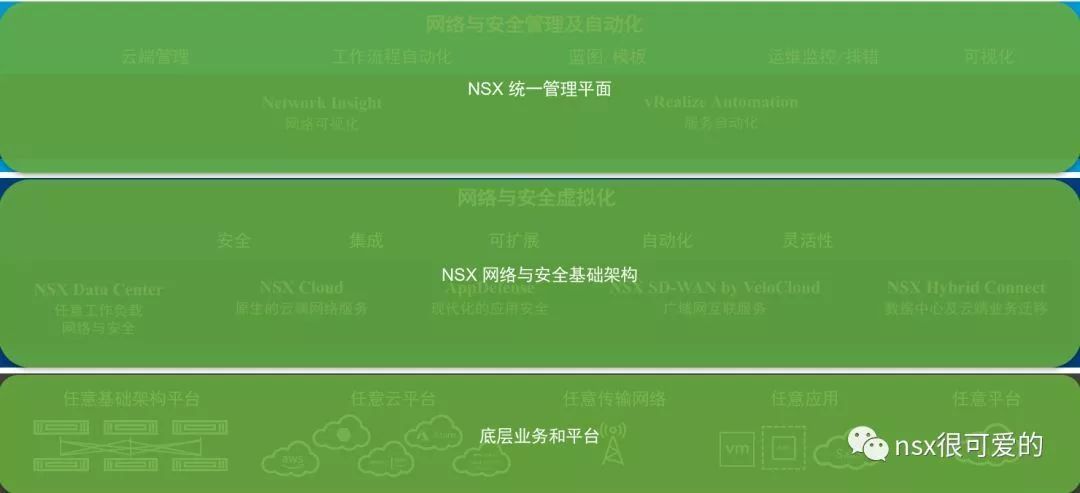 网络与安全管理及自动化
云端管理 工作流程自动化 蓝图/模板 运维监控/排错 可视化
NSX 统一管理平面
Network Insight vRealize Automation
网络可视化 服务自动化
网络与安全虚拟化
安全 集成 可扩展 自动化 灵活性
NSX 网络与安全基础架构
NSX Data Center NSX Cloud AppDefense NSX SD-WAN by VeloCloud NSX Hybrid Connect
任意工作负载 原生的云端网络服务 现代化的应用安全 广域网互联服务 数据中心及云端业务迁移
网络与安全
任意基础架构平台 任意云平台 任意传输网络 任意应用 任意平台
底层业务和平台
aws vm
nsx很可爱的